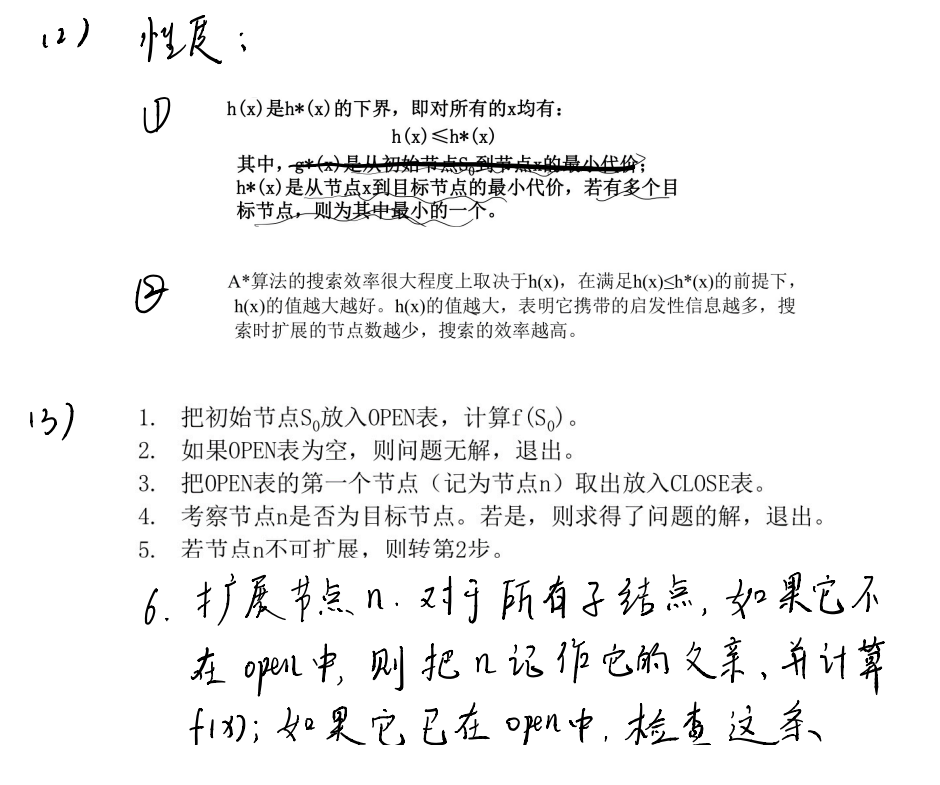 (2) 性质：
① h(x)是h*(x)的下界，即对所有的x均有：
h(x)≤h*(x)
其中，g*(x)是从初始节点S₀到节点x的最小代价；
h*(x)是从节点x到目标节点的最小代价，若有多个目
标节点，则为其中最小的一个。
② A*算法的搜索效率很大程度上取决于h(x)，在满足h(x)≤h*(x)的前提下，
h(x)的值越大越好。h(x)的值越大，表明它携带的启发性信息越多，搜
索时扩展的节点数越少，搜索的效率越高。
(3) 1. 把初始节点S₀放入OPEN表，计算f(S₀)。
2. 如果OPEN表为空，则问题无解，退出。
3. 把OPEN表的第一个节点（记为节点n）取出放入CLOSE表。
4. 考察节点n是否为目标节点。若是，则求得了问题的解，退出。
5. 若节点n不可扩展，则转第2步。
6. 扩展节点n. 对于所有子结点，如果它不
在open中，则把n记作它的父亲、并计算
f(x)；如果它已在open中，检查这条、